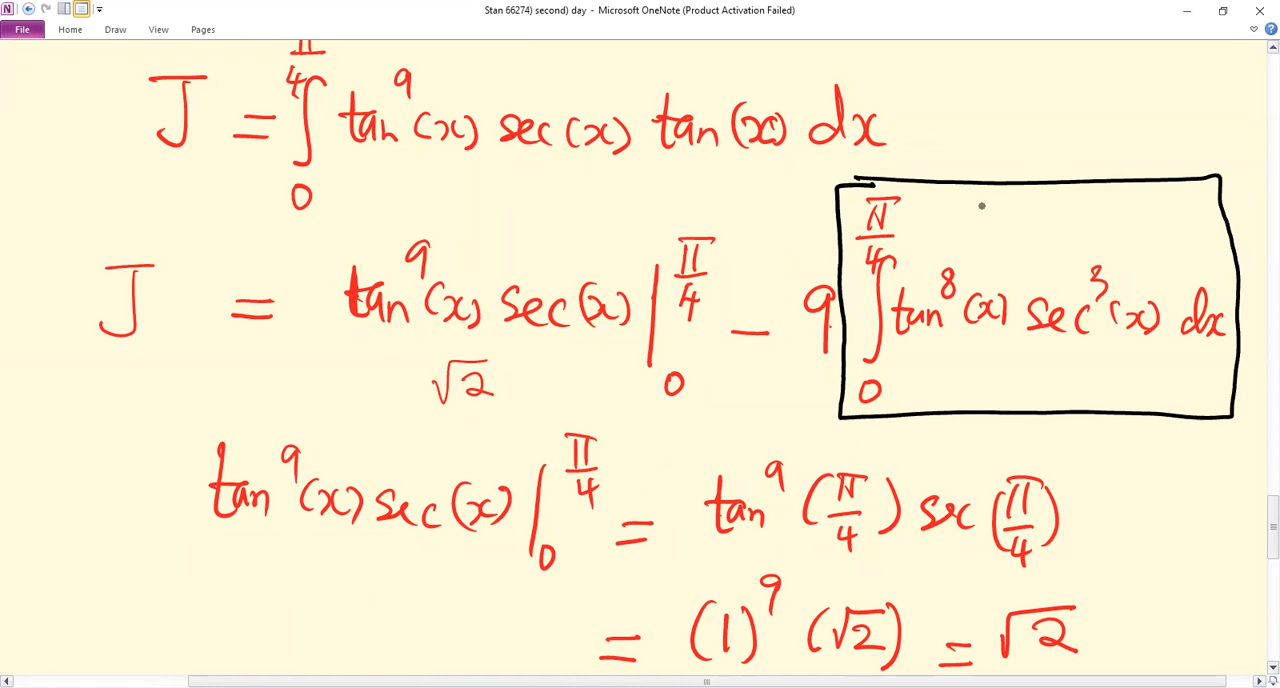 Stan 66274) second) day - Microsoft OneNote (Product Activation Failed)
File Home Draw View Pages
J = ∫₀^(π/4) tan⁹(x) sec(x) tan(x) dx
J = tan⁹(x) sec(x) |₀^(π/4) − 9 ∫₀^(π/4) tan⁸(x) sec³(x) dx
√2
tan⁹(x) sec(x) |₀^(π/4) = tan⁹(π/4) sec(π/4)
= (1)⁹ (√2) = √2